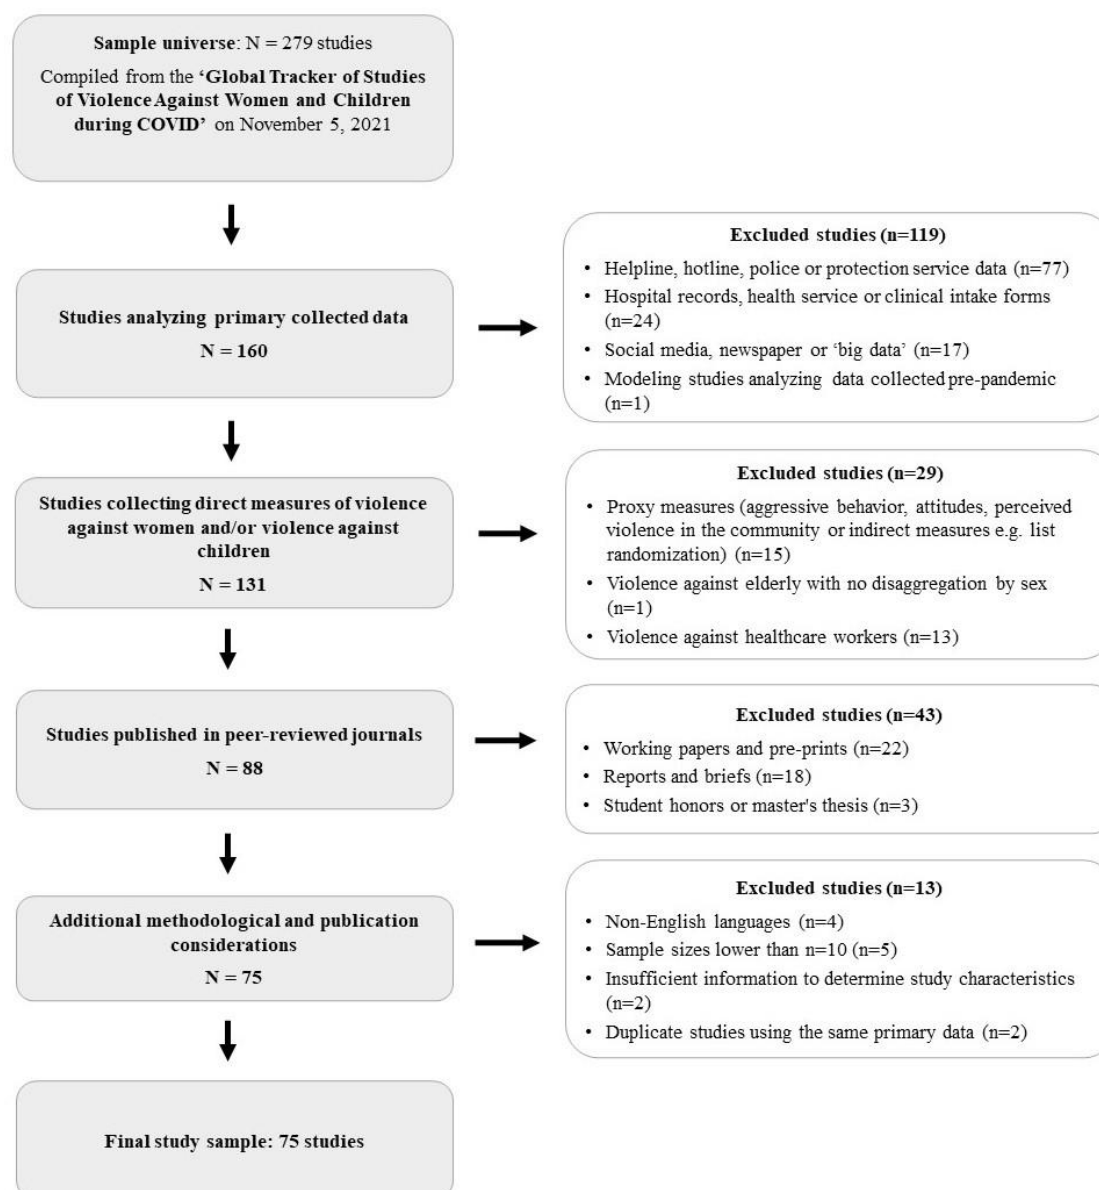 Sample universe: N = 279 studies
Compiled from the ‘Global Tracker of Studies
of Violence Against Women and Children
during COVID’ on November 5, 2021
Studies analyzing primary collected data
N = 160
Excluded studies (n=119)
• Helpline, hotline, police or protection service data (n=77)
• Hospital records, health service or clinical intake forms
(n=24)
• Social media, newspaper or ‘big data’ (n=17)
• Modeling studies analyzing data collected pre-pandemic
(n=1)
Studies collecting direct measures of violence
against women and/or violence against
children
N = 131
Excluded studies (n=29)
• Proxy measures (aggressive behavior, attitudes, perceived
violence in the community or indirect measures e.g. list
randomization) (n=15)
• Violence against elderly with no disaggregation by sex
(n=1)
• Violence against healthcare workers (n=13)
Studies published in peer-reviewed journals
N = 88
Excluded studies (n=43)
• Working papers and pre-prints (n=22)
• Reports and briefs (n=18)
• Student honors or master's thesis (n=3)
Additional methodological and publication
considerations
N = 75
Excluded studies (n=13)
• Non-English languages (n=4)
• Sample sizes lower than n=10 (n=5)
• Insufficient information to determine study characteristics
(n=2)
• Duplicate studies using the same primary data (n=2)
Final study sample: 75 studies